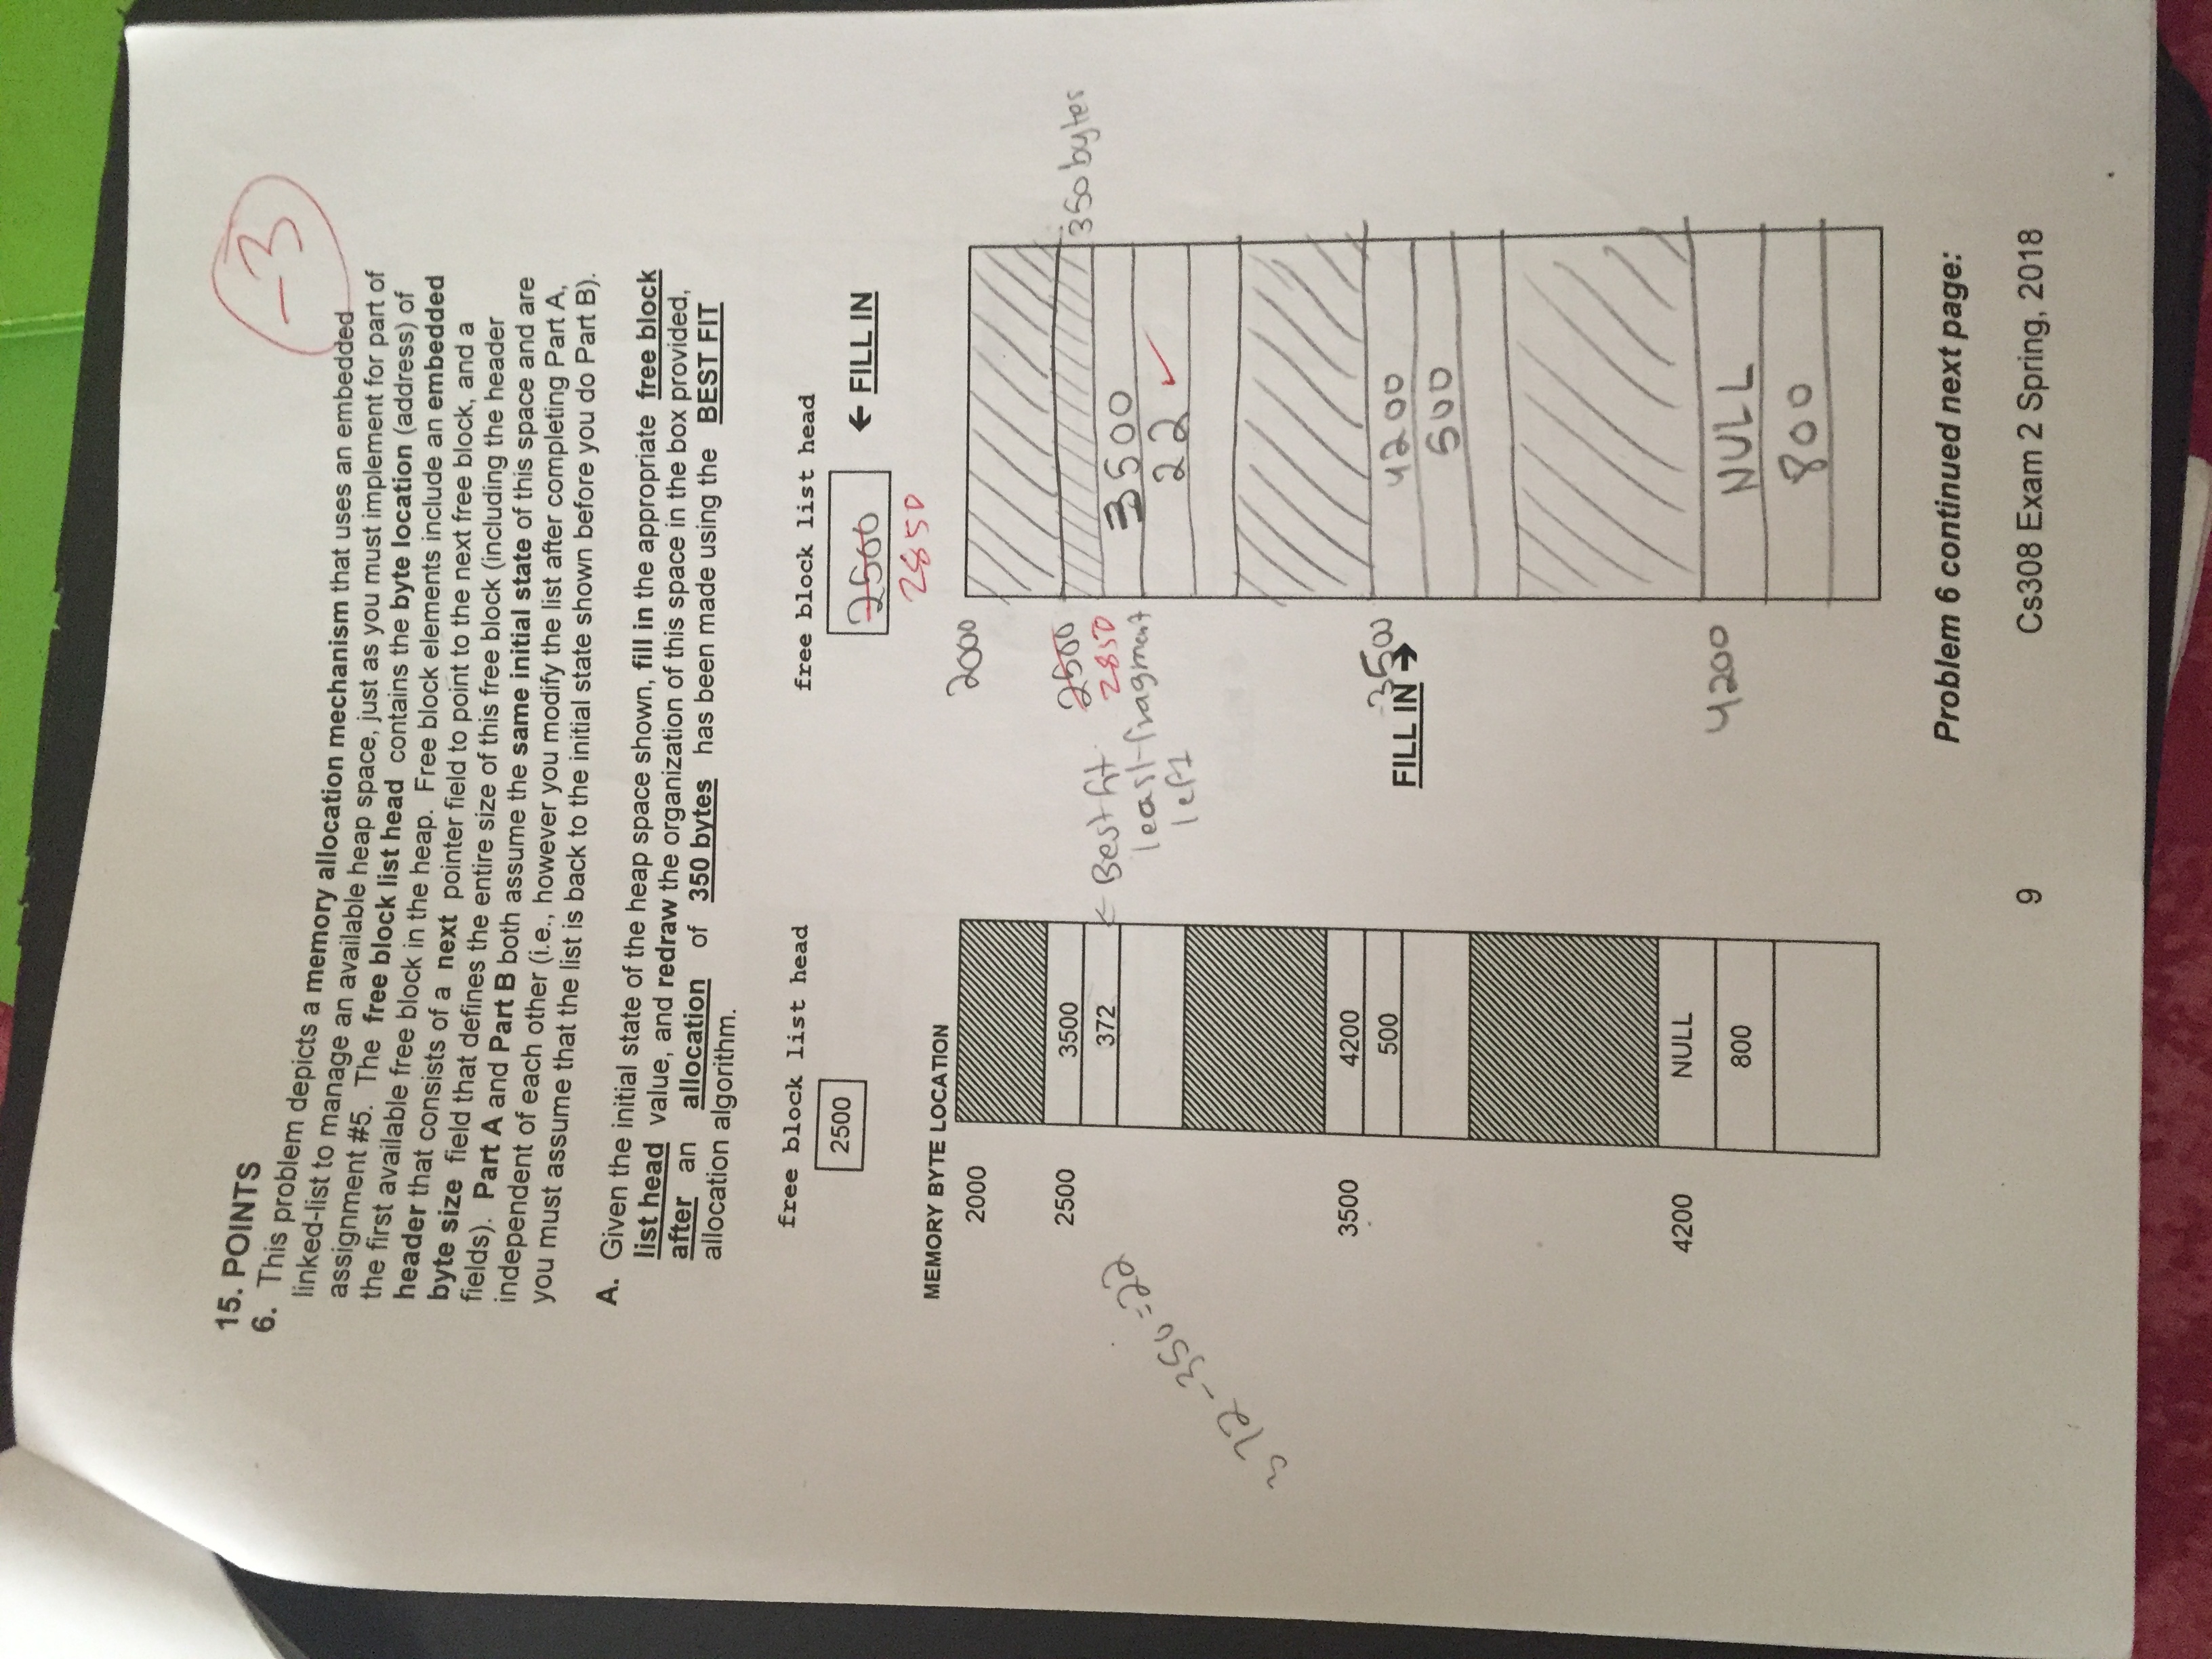 -3
15. POINTS
6. This problem depicts a memory allocation mechanism that uses an embedded
linked-list to manage an available heap space, just as you must implement for part of
assignment #5. The free block list head contains the byte location (address) of
the first available free block in the heap. Free block elements include an embedded
header that consists of a next pointer field to point to the next free block, and a
byte size field that defines the entire size of this free block (including the header
fields). Part A and Part B both assume the same initial state of this space and are
independent of each other (i.e., however you modify the list after completing Part A,
you must assume that the list is back to the initial state shown before you do Part B).
A. Given the initial state of the heap space shown, fill in the appropriate free block
list head value, and redraw the organization of this space in the box provided,
after an allocation of 350 bytes has been made using the BEST FIT
allocation algorithm.
free block list head
2500
MEMORY BYTE LOCATION
2000
2500 3500
372 ← Best fit
least-fragment
left
372-350=22
3500 4200
500
4200 NULL
800
free block list head
2500 ← FILL IN
2850
2000
2500 350 bytes
2850 3500
22 ✓
3500 4200
FILL IN →
500
4200 NULL
800
Problem 6 continued next page:
9 Cs308 Exam 2 Spring, 2018